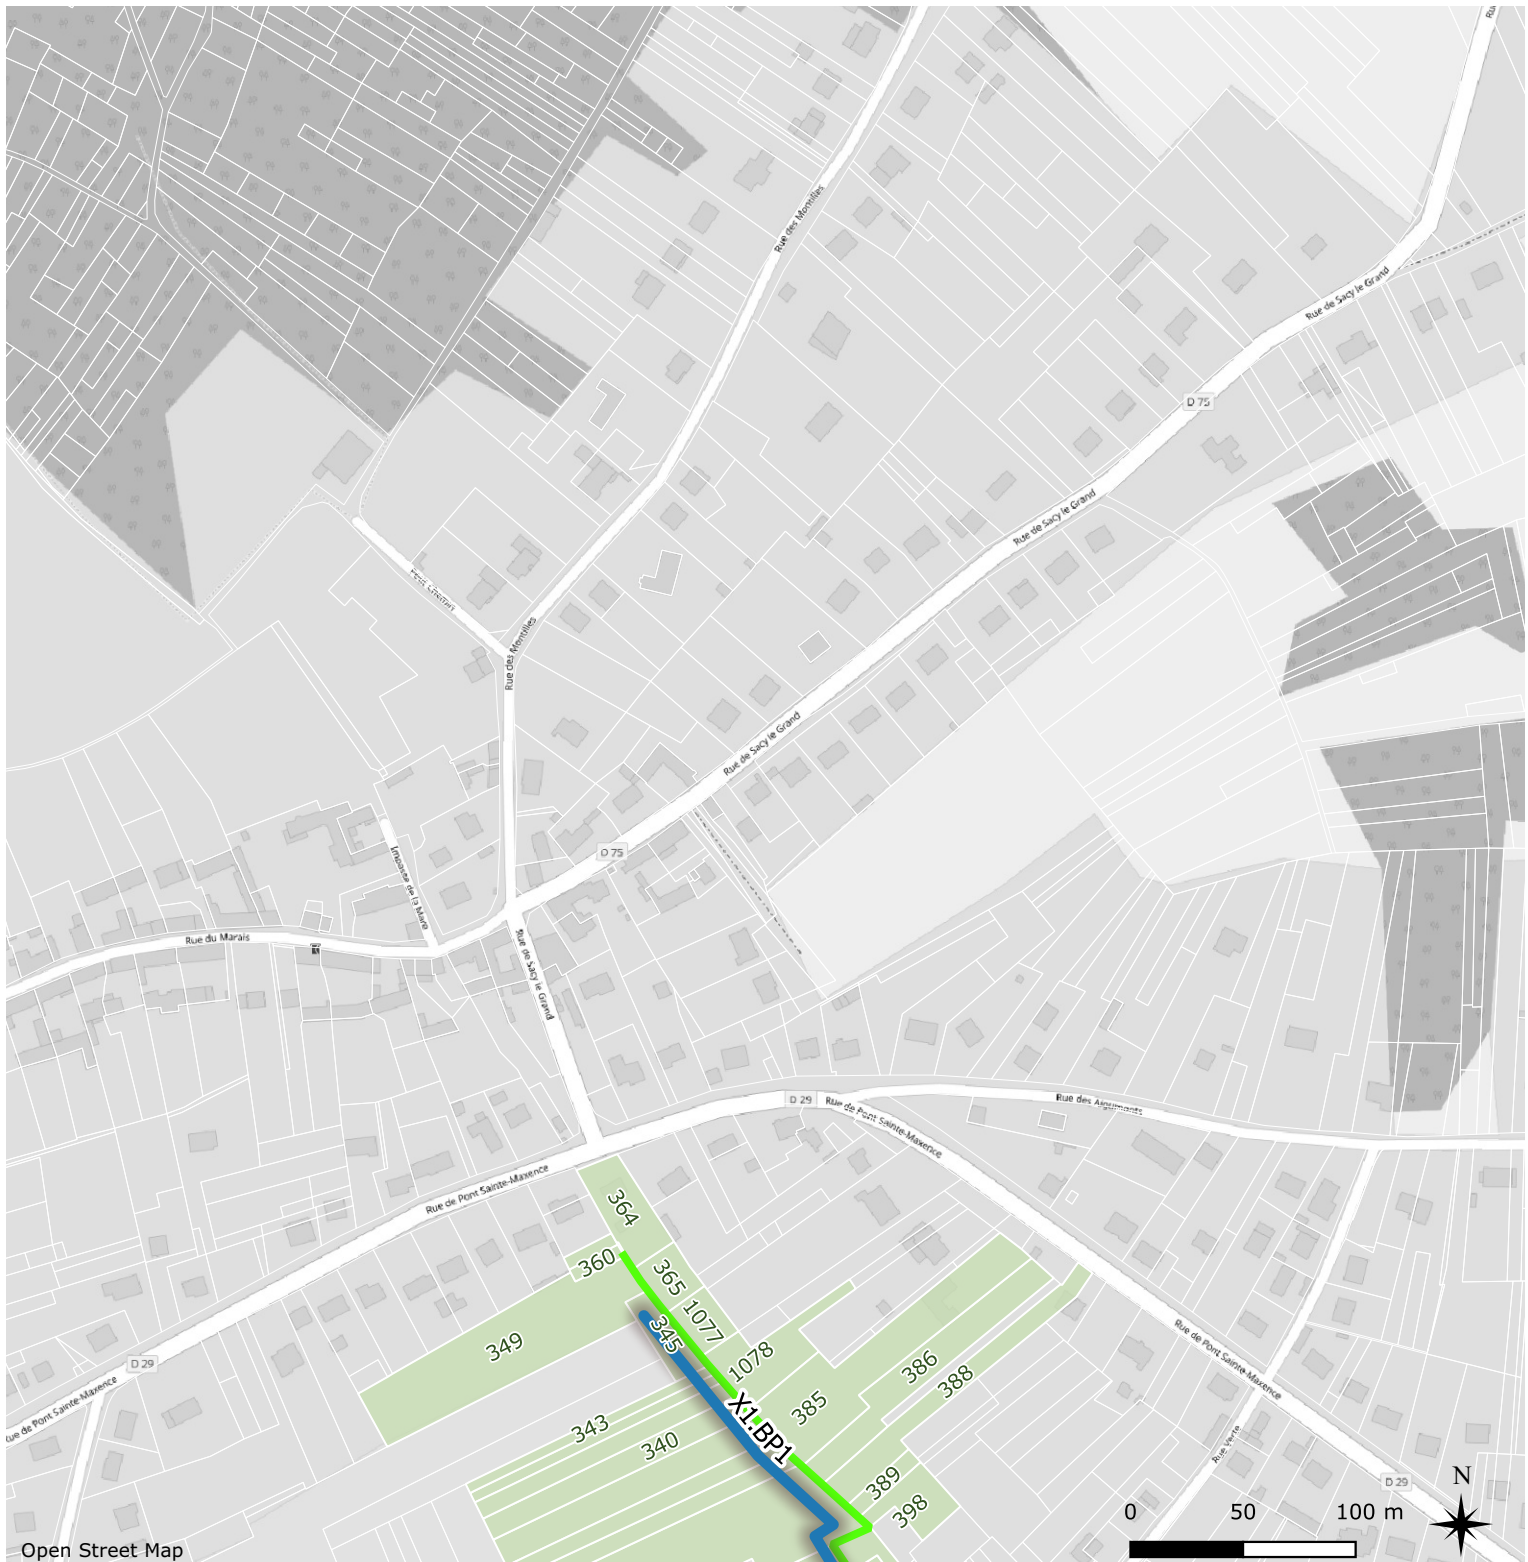 Rue
Rue des Montilles
Rue de Sacy le Grand
D 75
Rue de Sacy le Grand
Petit Chemin
Rue des Montilles
Rue de Sacy le Grand
D 75
Impasse de la Mare
Rue du Marais
Rue de Sacy le Grand
D 29
Rue de Pont Sainte-Maxence
Rue des Aiguimonts
Rue de Pont Sainte-Maxence
364
360
365
1077
345
349
1078
386
388
385
X1.BP1
343
340
389
398
Rue de Pont Sainte-Maxence
D 29
Rue de Pont Sainte-Maxence
Rue Verte
D 29
N
0 50 100 m
Open Street Map